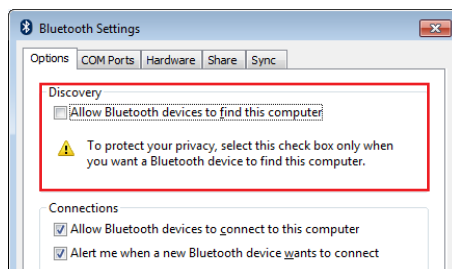 Bluetooth Settings
Options COM Ports Hardware Share Sync
Discovery
Allow Bluetooth devices to find this computer
To protect your privacy, select this check box only when
you want a Bluetooth device to find this computer.
Connections
Allow Bluetooth devices to connect to this computer
Alert me when a new Bluetooth device wants to connect